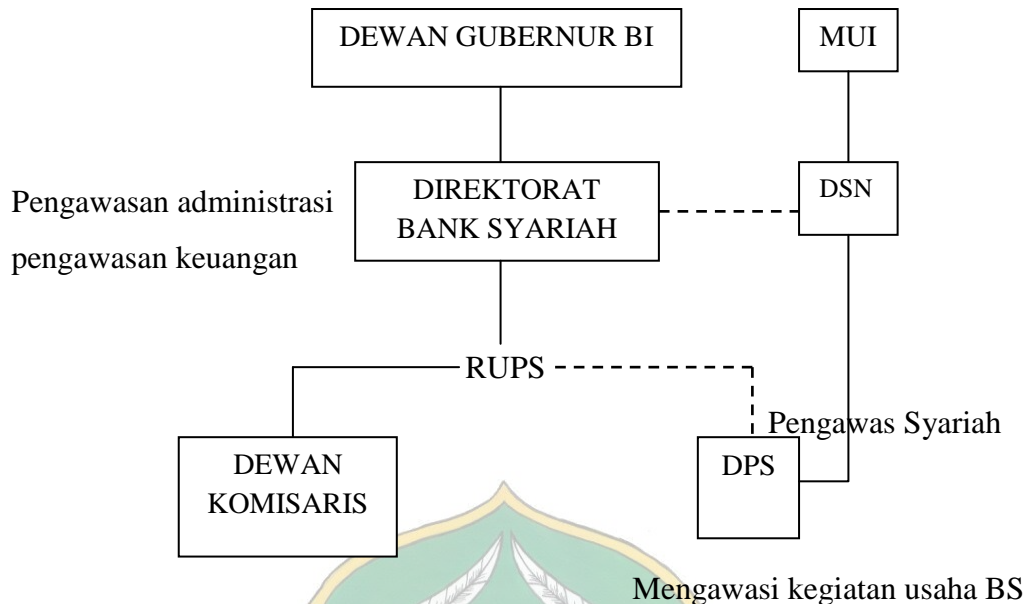 DEWAN GUBERNUR BI
MUI
DIREKTORAT
BANK SYARIAH
DSN
Pengawasan administrasi
pengawasan keuangan
RUPS
Pengawas Syariah
DEWAN
KOMISARIS
DPS
Mengawasi kegiatan usaha BS